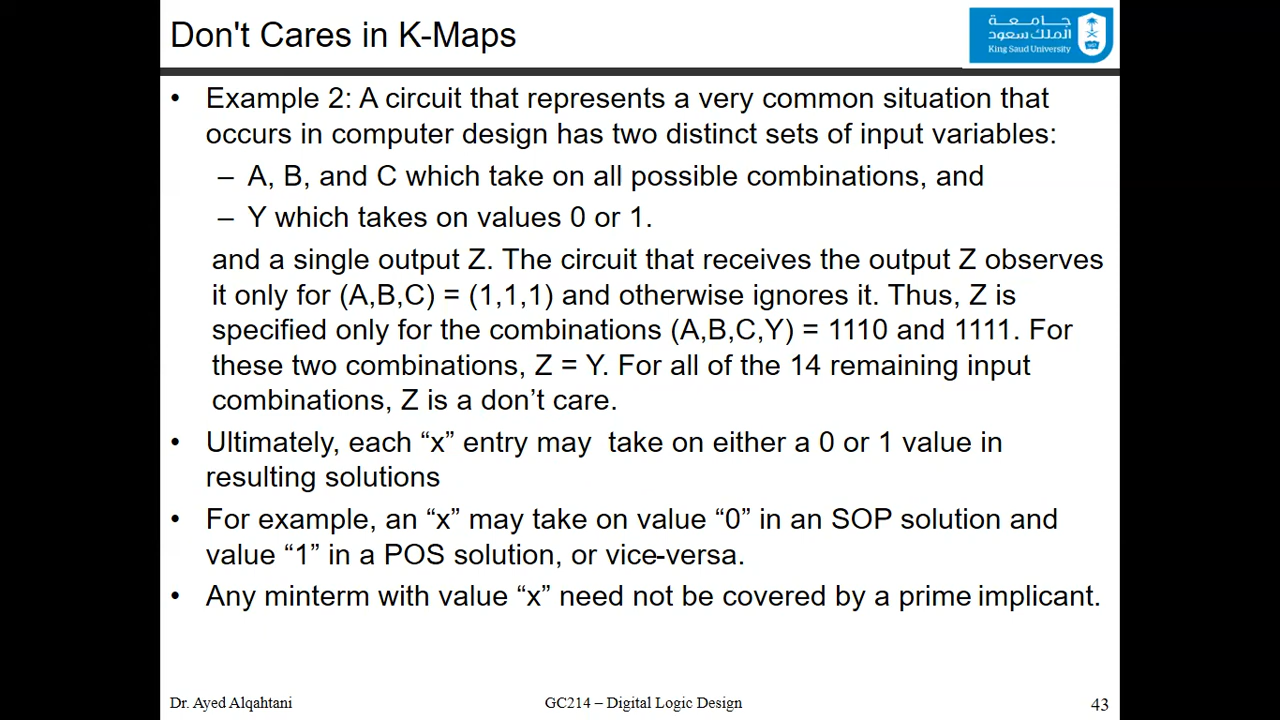 Don't Cares in K-Maps
جامعة
الملك سعود
King Saud University
• Example 2: A circuit that represents a very common situation that
occurs in computer design has two distinct sets of input variables:
– A, B, and C which take on all possible combinations, and
– Y which takes on values 0 or 1.
and a single output Z. The circuit that receives the output Z observes
it only for (A,B,C) = (1,1,1) and otherwise ignores it. Thus, Z is
specified only for the combinations (A,B,C,Y) = 1110 and 1111. For
these two combinations, Z = Y. For all of the 14 remaining input
combinations, Z is a don’t care.
• Ultimately, each “x” entry may  take on either a 0 or 1 value in
resulting solutions
• For example, an “x” may take on value “0” in an SOP solution and
value “1” in a POS solution, or vice-versa.
• Any minterm with value “x” need not be covered by a prime implicant.
Dr. Ayed Alqahtani
GC214 – Digital Logic Design
43